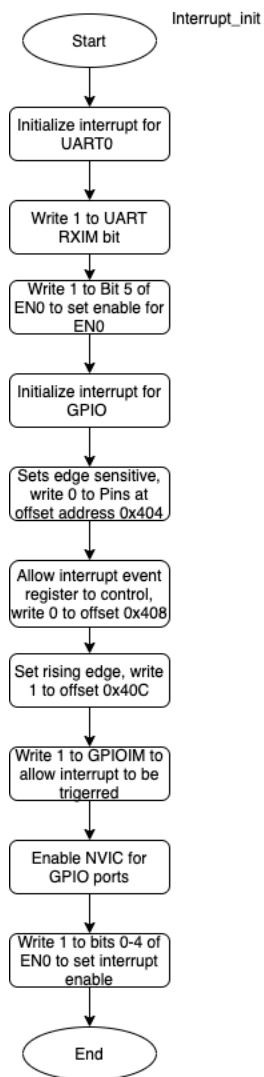 Interrupt_init
Start
Initialize interrupt for
UART0
Write 1 to UART
RXIM bit
Write 1 to Bit 5 of
EN0 to set enable for
EN0
Initialize interrupt for
GPIO
Sets edge sensitive,
write 0 to Pins at
offset address 0x404
Allow interrupt event
register to control,
write 0 to offset 0x408
Set rising edge, write
1 to offset 0x40C
Write 1 to GPIOIM to
allow interrupt to be
trigerred
Enable NVIC for
GPIO ports
Write 1 to bits 0-4 of
EN0 to set interrupt
enable
End